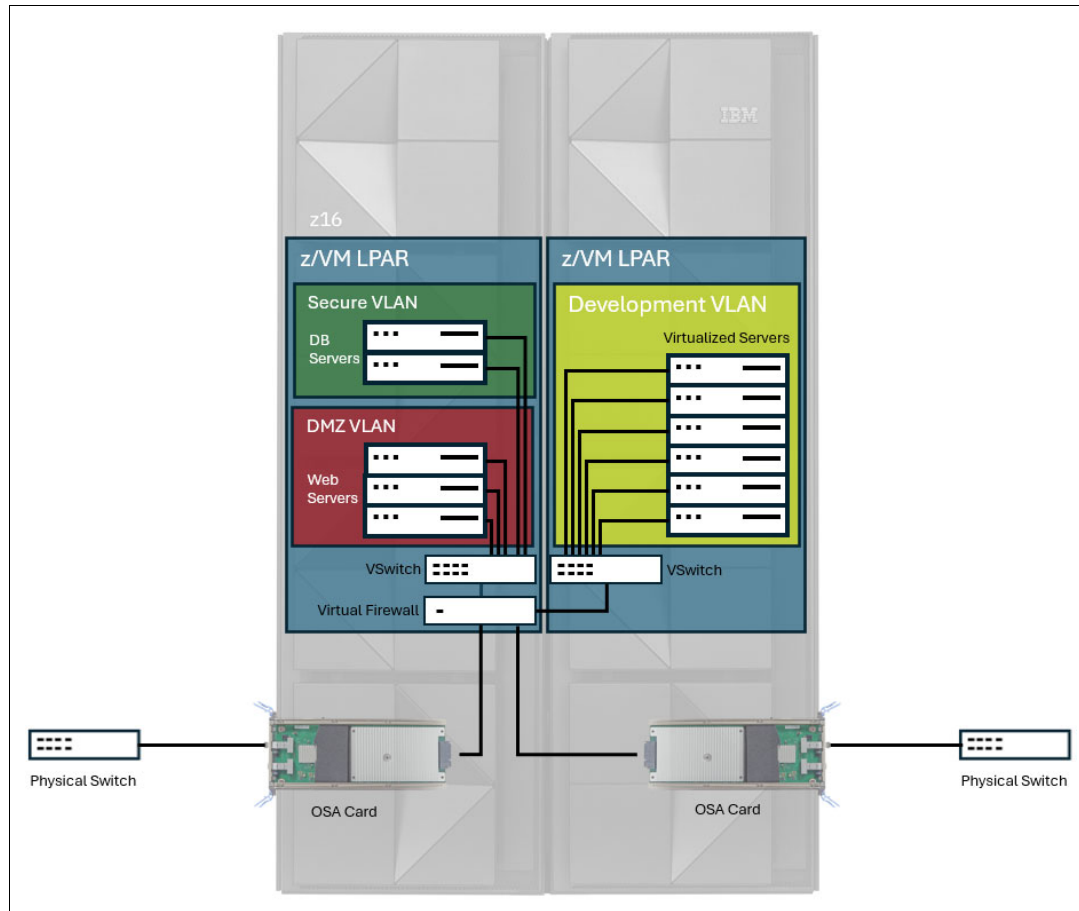 IBM
z16
z/VM LPAR
z/VM LPAR
Secure VLAN
DB
Servers
DMZ VLAN
Web
Servers
Development VLAN
Virtualized Servers
VSwitch
VSwitch
Virtual Firewall
Physical Switch
OSA Card
OSA Card
Physical Switch